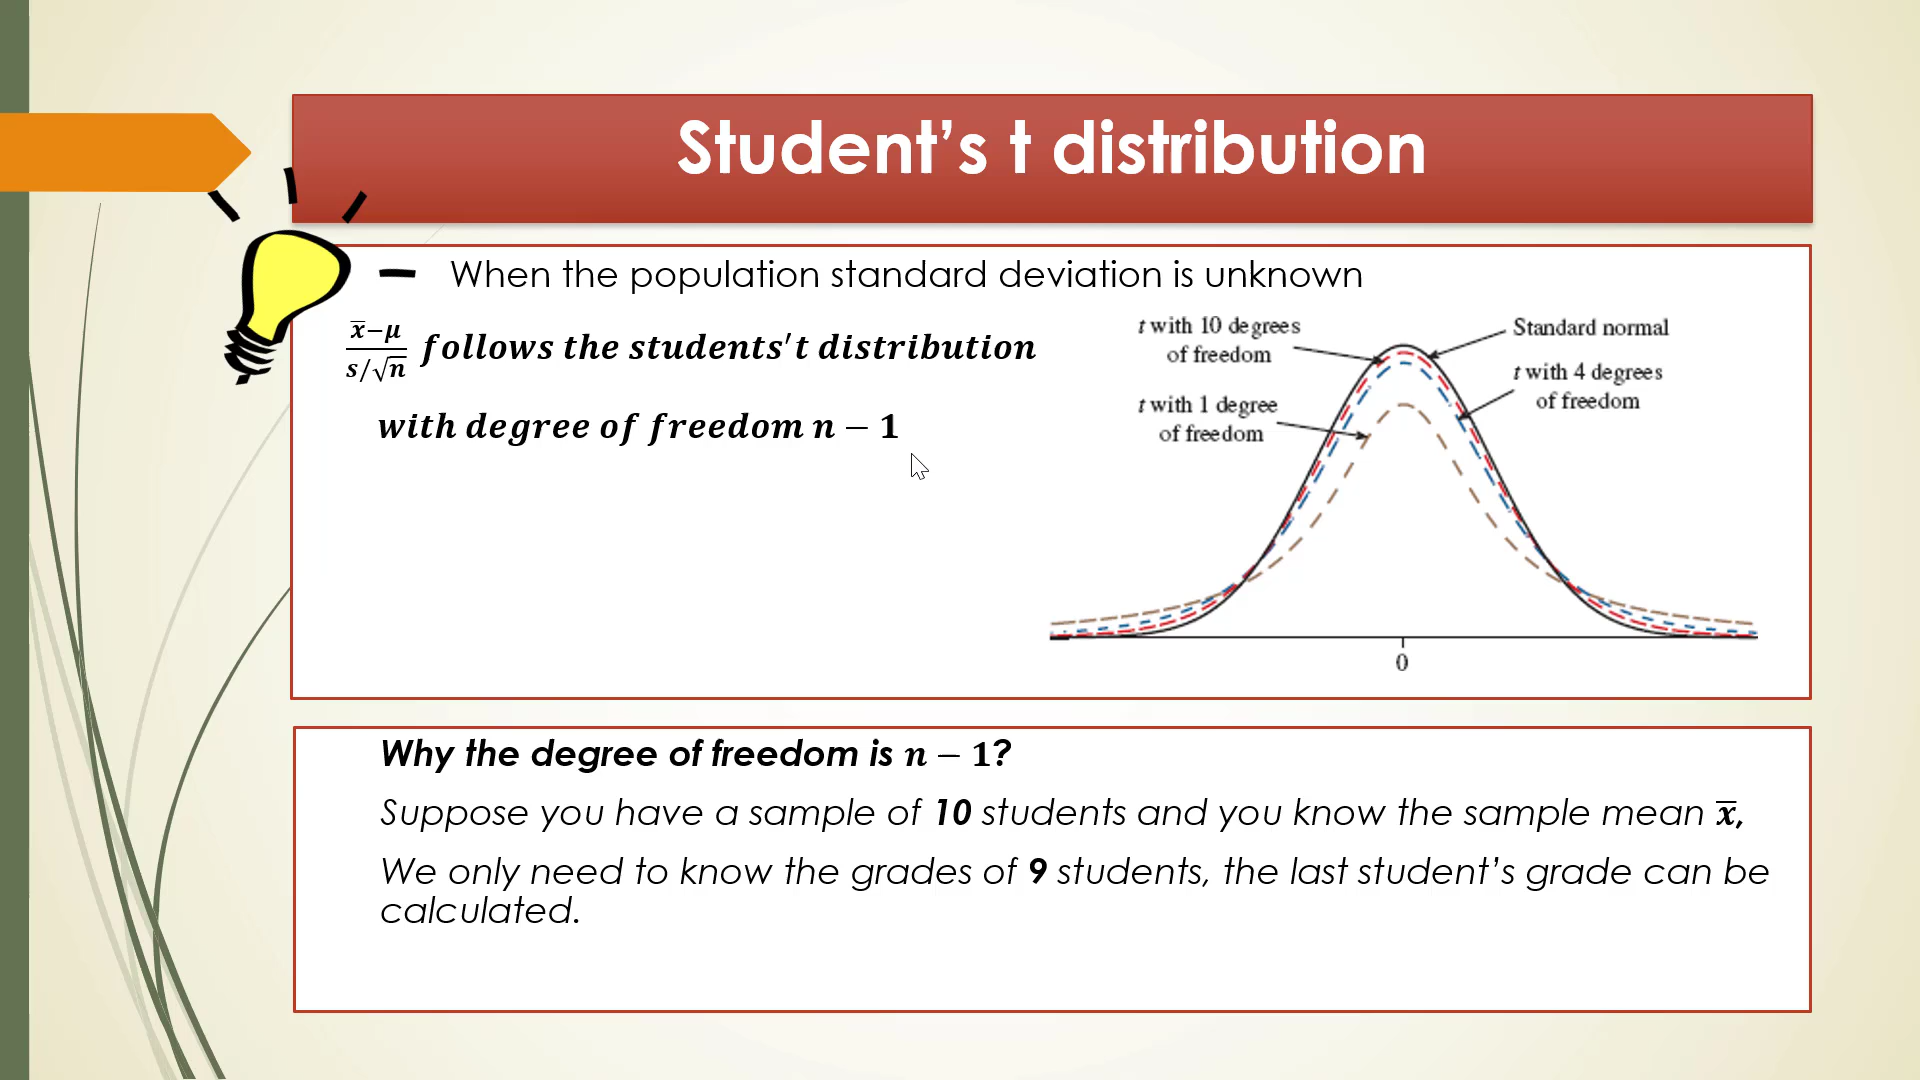 Student’s t distribution
When the population standard deviation is unknown
x̅−μ
s/√n
follows the students′t distribution
with degree of freedom n − 1
t with 10 degrees
of freedom
Standard normal
t with 4 degrees
of freedom
t with 1 degree
of freedom
0
Why the degree of freedom is n − 1?
Suppose you have a sample of 10 students and you know the sample mean x̅,
We only need to know the grades of 9 students, the last student’s grade can be
calculated.